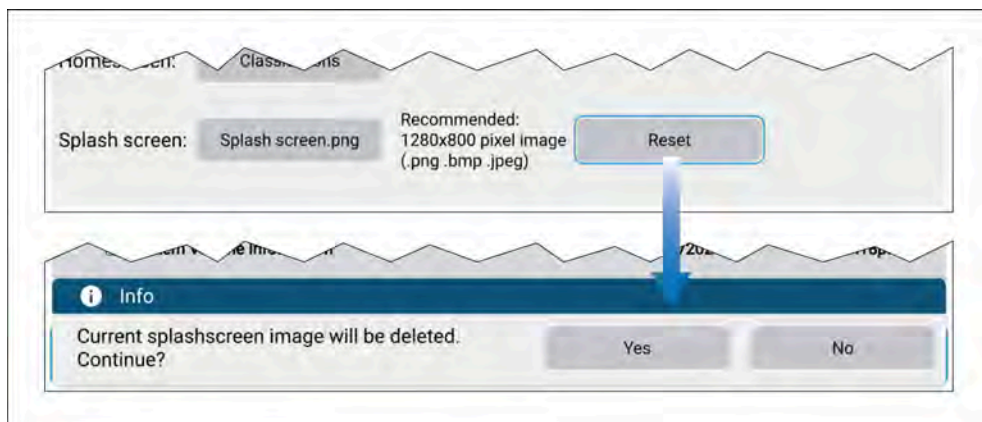 Splash screen:
Splash screen.png
Recommended:
1280x800 pixel image
(.png .bmp .jpeg)
Reset
Info
Current splashscreen image will be deleted.
Continue?
Yes
No